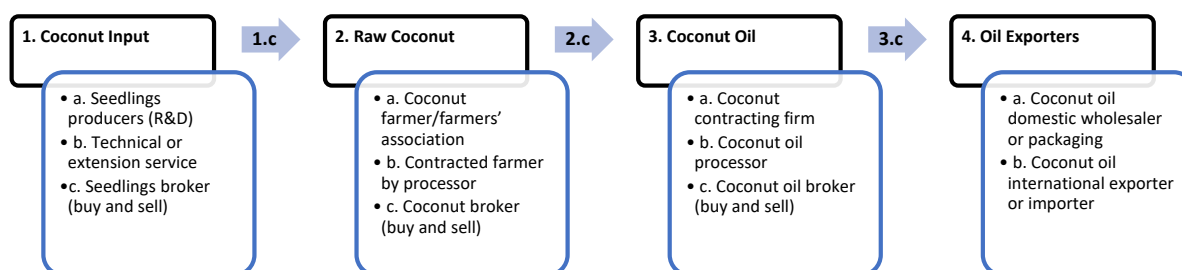 1. Coconut Input
1.c
2. Raw Coconut
2.c
3. Coconut Oil
3.c
4. Oil Exporters
• a. Seedlings
producers (R&D)
• b. Technical or
extension service
•c. Seedlings broker
(buy and sell)
• a. Coconut
farmer/farmers’
association
• b. Contracted farmer
by processor
• c. Coconut broker
(buy and sell)
• a. Coconut
contracting firm
• b. Coconut oil
processor
• c. Coconut oil broker
(buy and sell)
• a. Coconut oil
domestic wholesaler
or packaging
• b. Coconut oil
international exporter
or importer